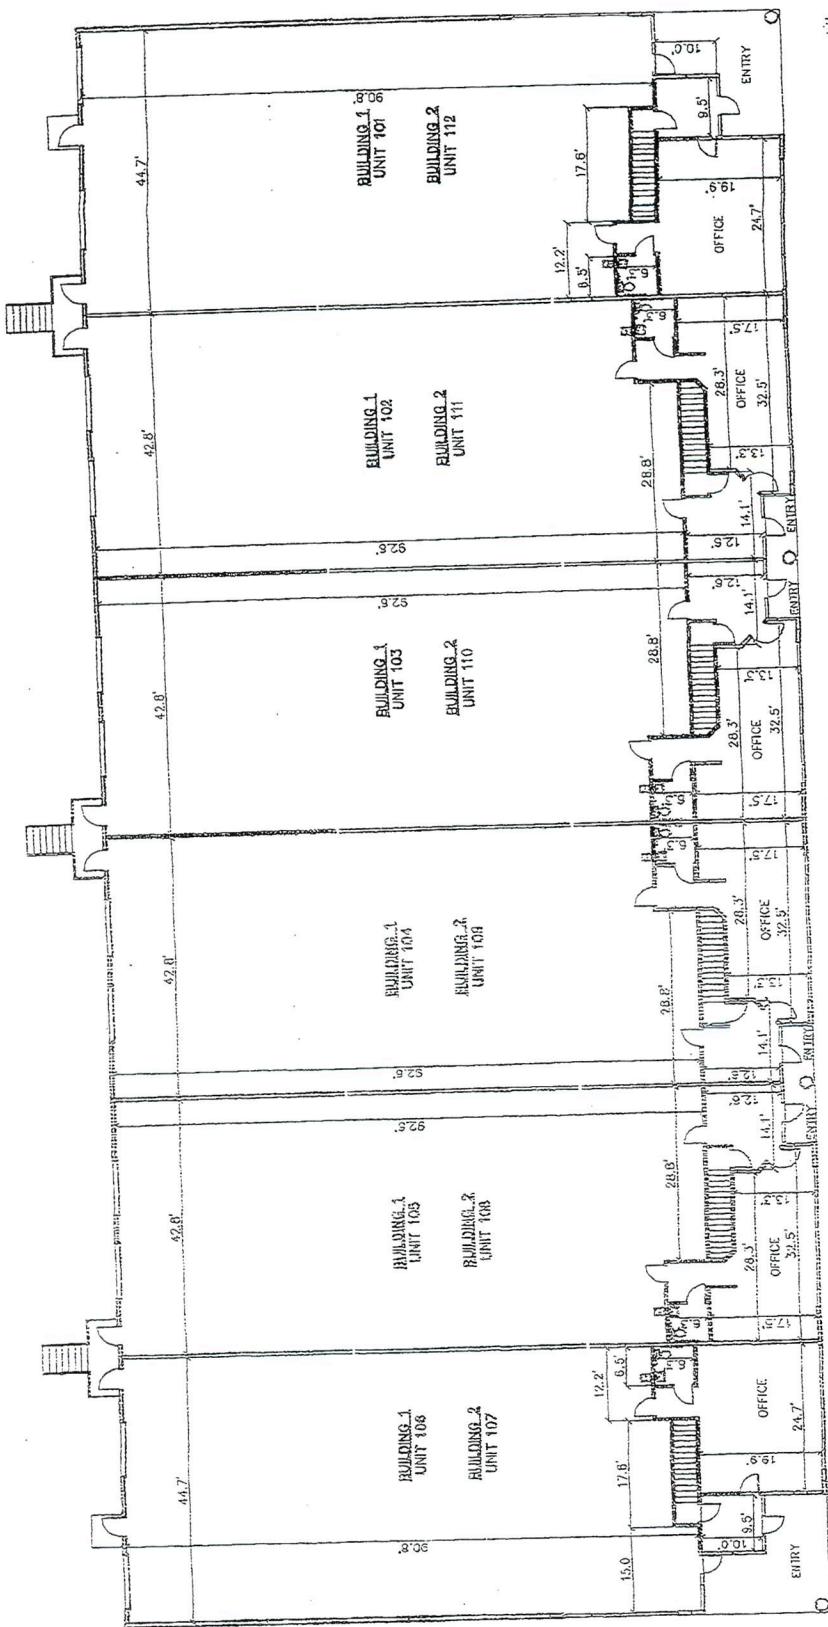 44.7'
90.8'
BUILDING 1
UNIT 101
BUILDING 2
UNIT 112
17.6'
12.2'
10.0'
ENTRY
9.5'
19.9'
OFFICE
24.7'
42.8'
92.6'
BUILDING 1
UNIT 102
BUILDING 2
UNIT 111
28.8'
17.5'
28.3'
OFFICE
32.5'
13.3'
14.1'
12.6'
ENTRY
42.8'
92.6'
BUILDING 1
UNIT 103
BUILDING 2
UNIT 110
28.8'
12.6'
14.1'
ENTRY
13.3'
28.3'
OFFICE
32.5'
17.5'
42.8'
92.6'
BUILDING 1
UNIT 104
BUILDING 2
UNIT 109
28.8'
17.5'
28.3'
OFFICE
32.5'
14.1'
12.6'
ENTRY
42.8'
92.6'
BUILDING 1
UNIT 105
BUILDING 2
UNIT 108
28.8'
12.6'
14.1'
ENTRY
13.3'
28.3'
OFFICE
32.5'
17.5'
44.7'
90.8'
BUILDING 1
UNIT 106
BUILDING 2
UNIT 107
12.2'
6.5'
17.6'
15.0
OFFICE
24.7'
19.9'
9.5'
10.0'
ENTRY